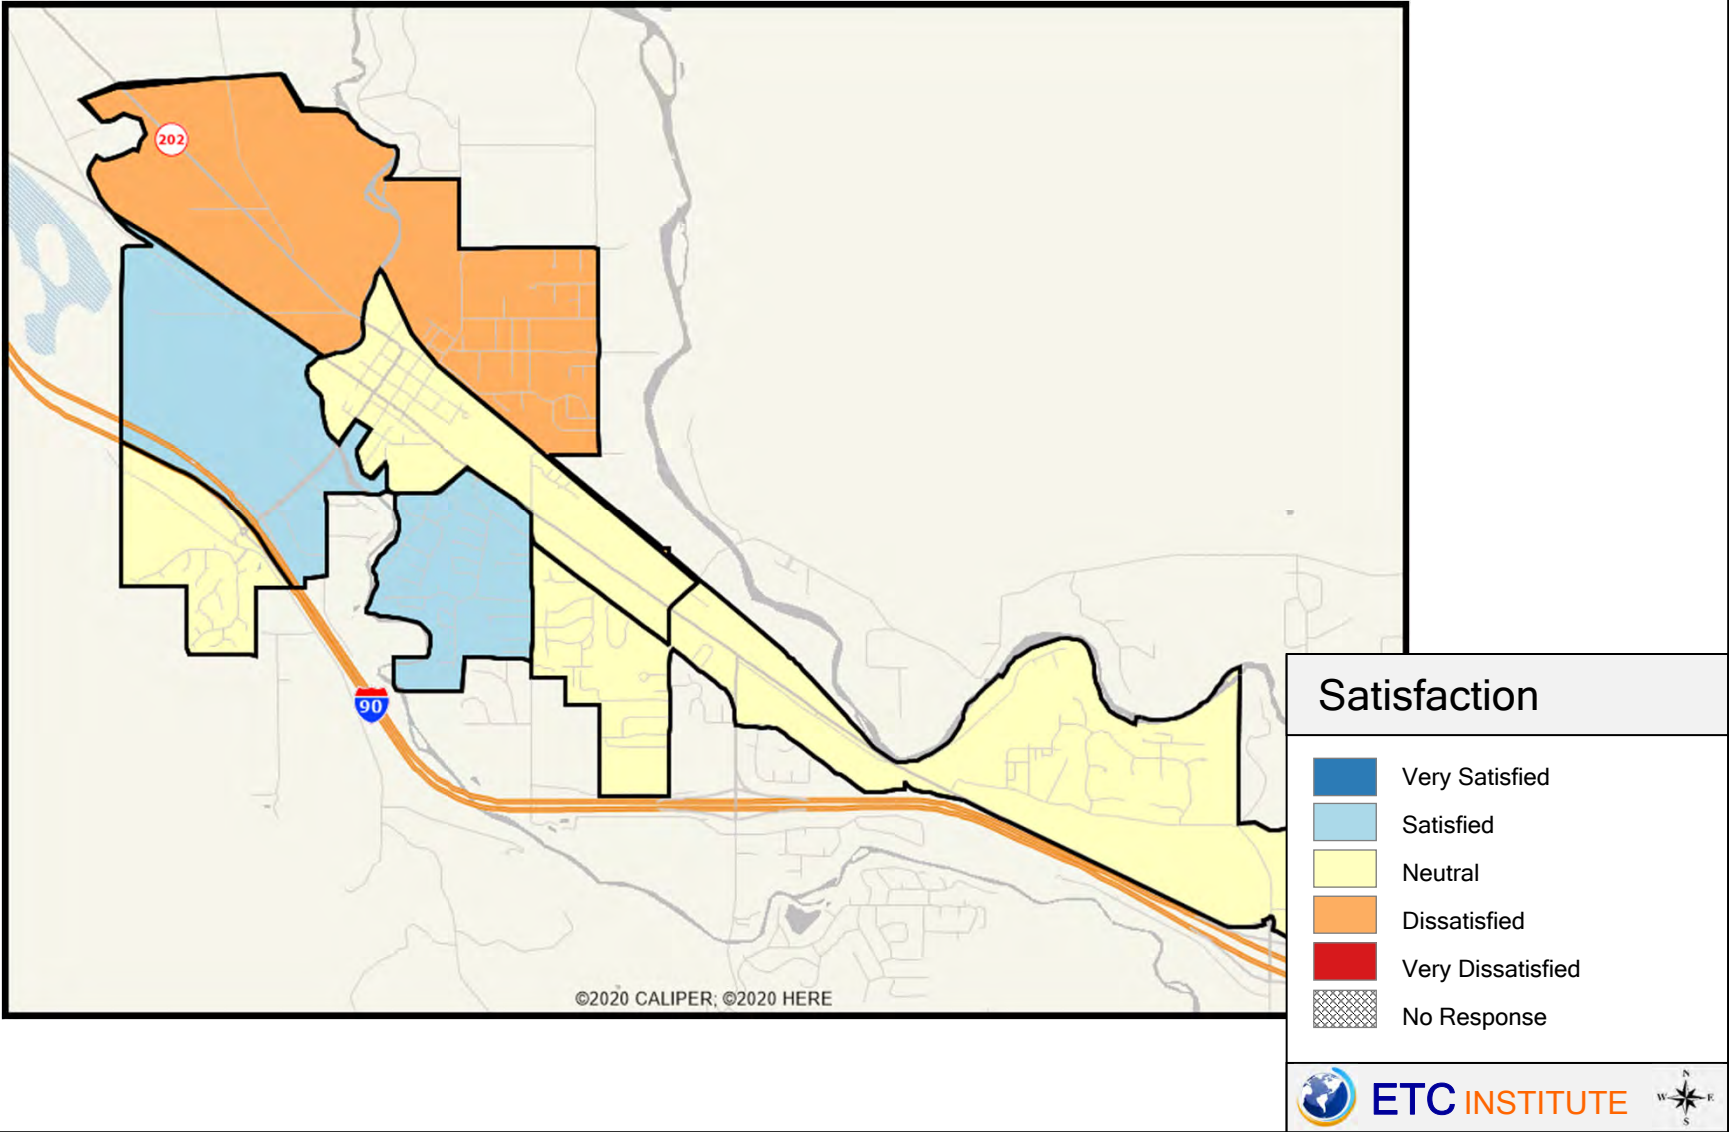 202
90
©2020 CALIPER; ©2020 HERE
Satisfaction
Very Satisfied
Satisfied
Neutral
Dissatisfied
Very Dissatisfied
No Response
ETC INSTITUTE
N
W E
S